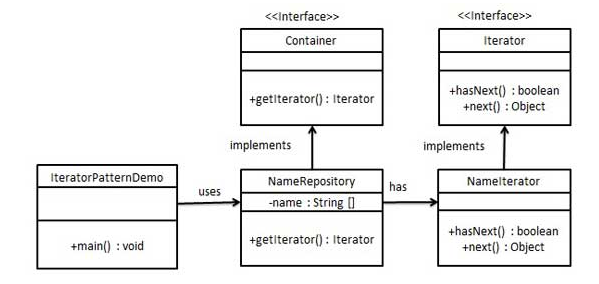 <<Interface>>
Container
+getIterator() : Iterator
<<Interface>>
Iterator
+hasNext() : boolean
+next() : Object
implements
implements
IteratorPatternDemo
+main() : void
uses
NameRepository
-name : String []
+getIterator() : Iterator
has
NameIterator
+hasNext() : boolean
+next() : Object